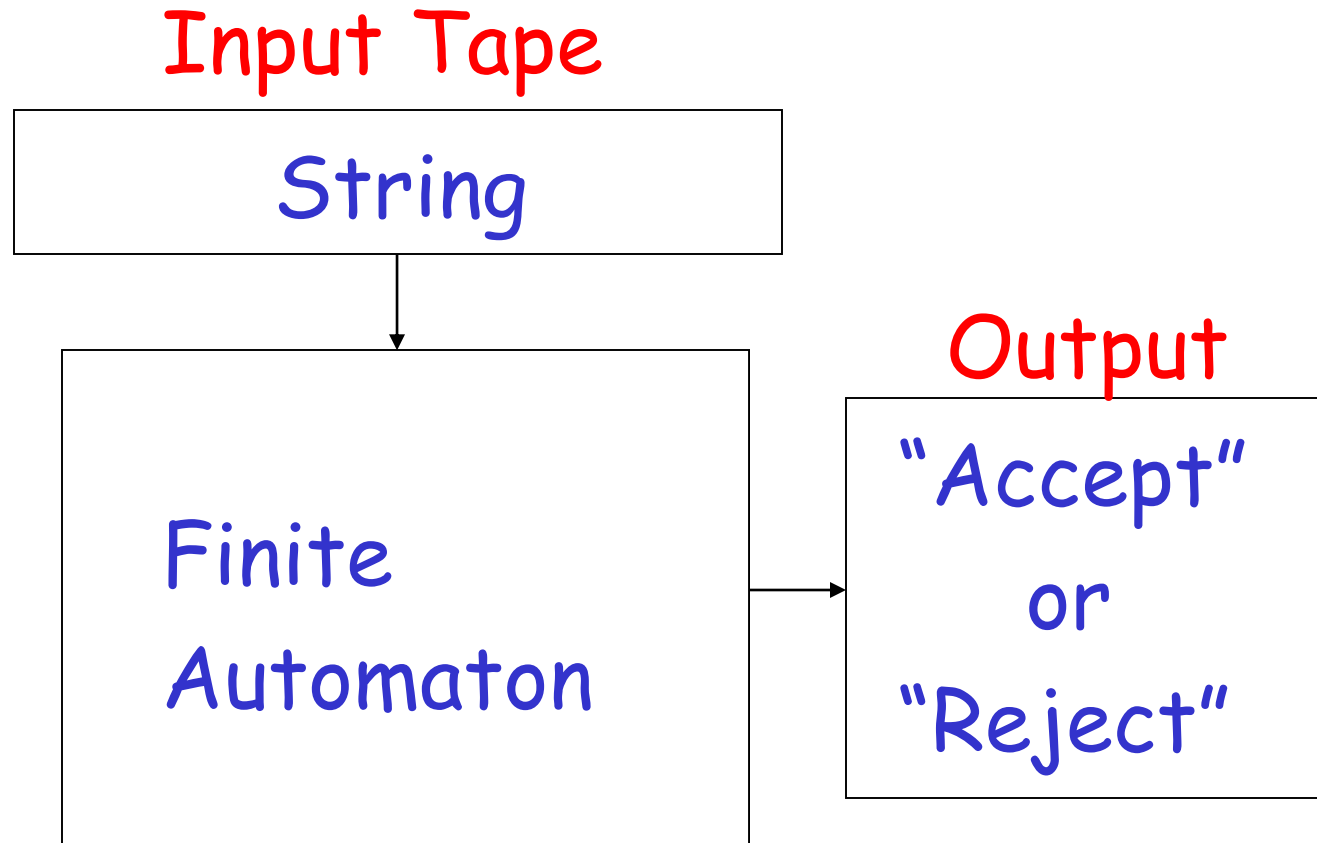 Input Tape
String
Output
“Accept”
or
“Reject”
Finite
Automaton